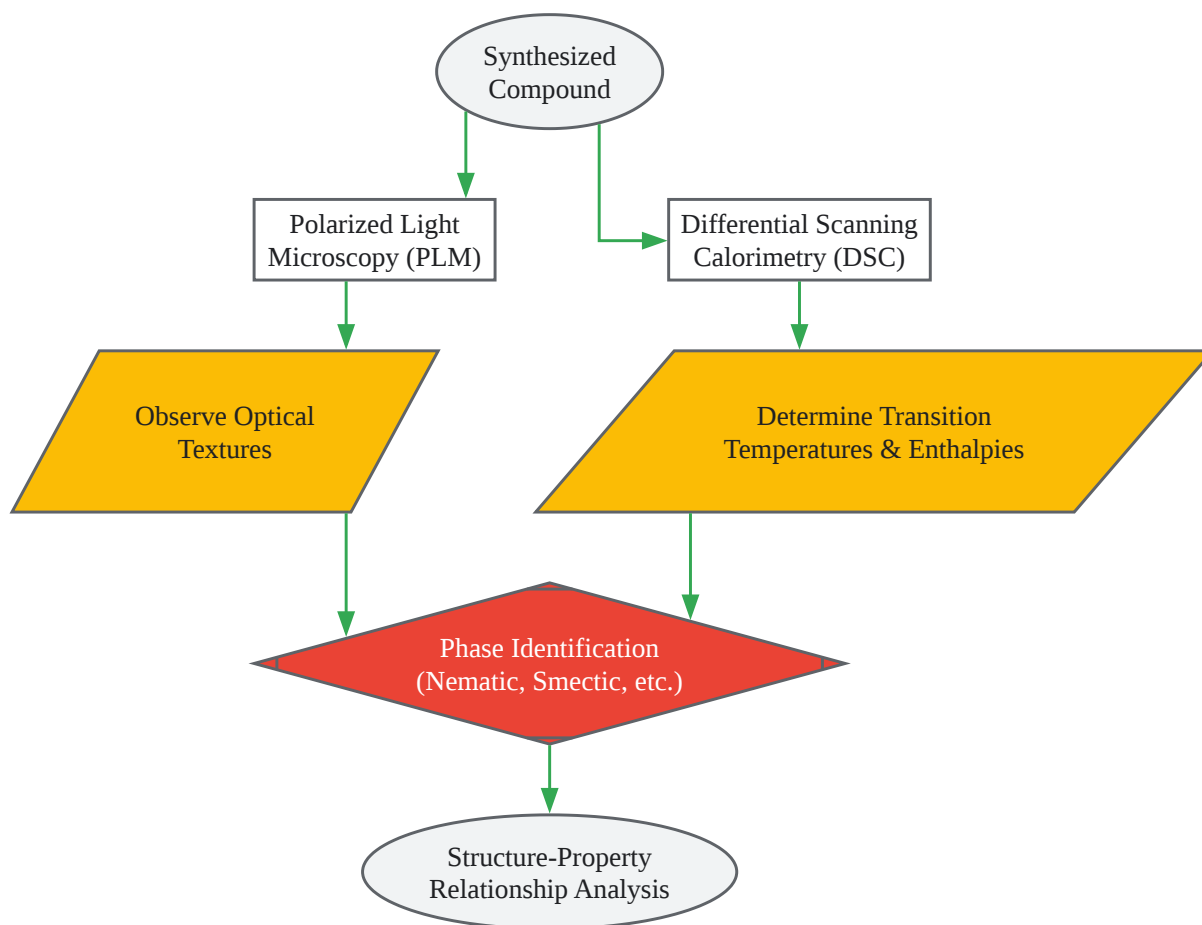 Synthesized
Compound
Polarized Light
Microscopy (PLM)
Differential Scanning
Calorimetry (DSC)
Observe Optical
Textures
Determine Transition
Temperatures & Enthalpies
Phase Identification
(Nematic, Smectic, etc.)
Structure-Property
Relationship Analysis